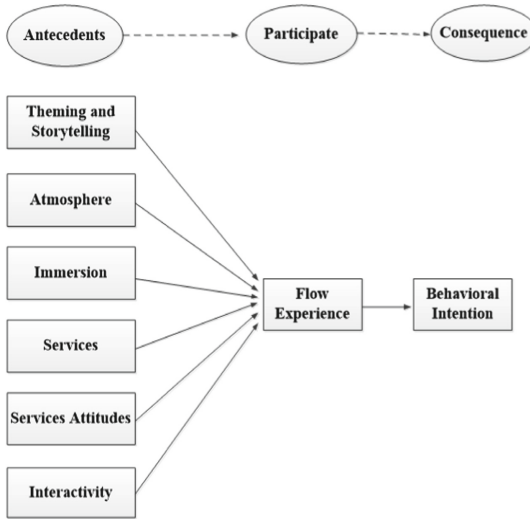 Antecedents
Participate
Consequence
Theming and
Storytelling
Atmosphere
Immersion
Services
Services Attitudes
Interactivity
Flow
Experience
Behavioral
Intention